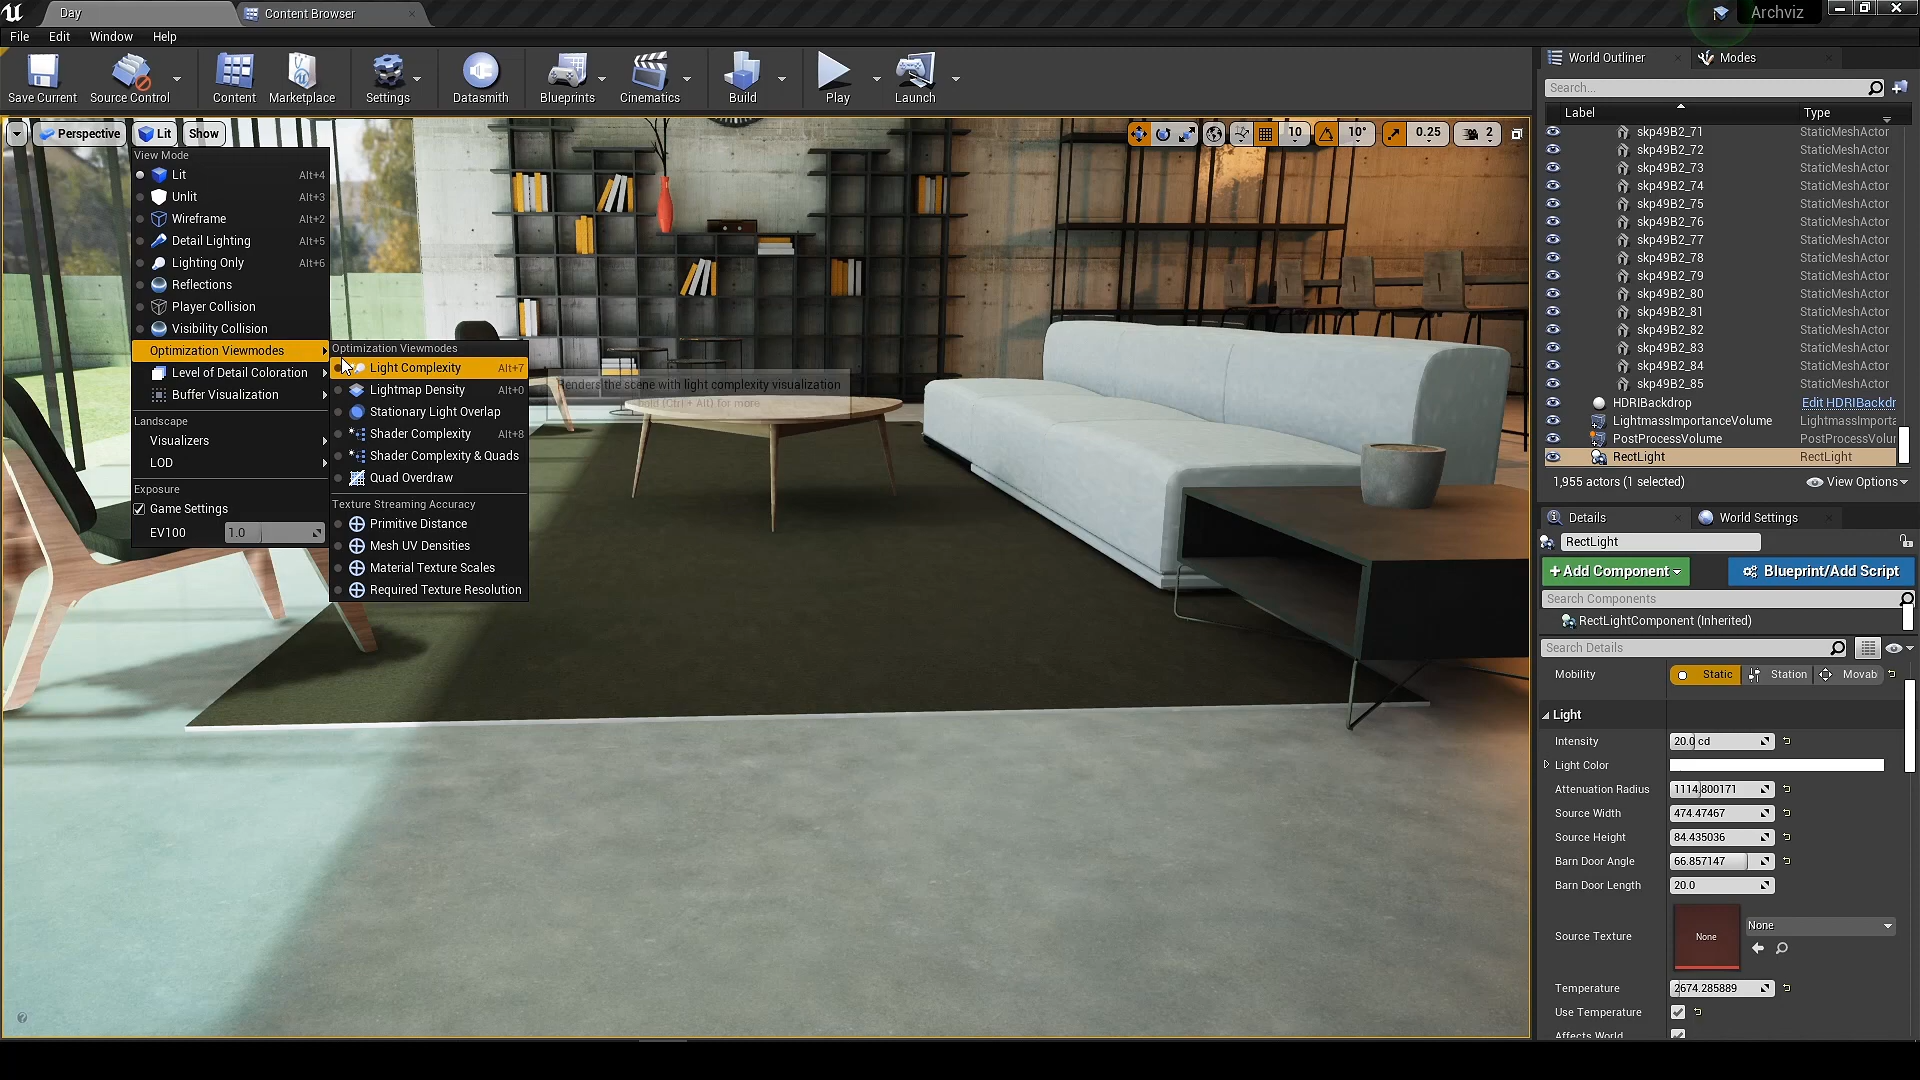 Day
Content Browser
Archviz
File Edit Window Help
Save Current
Source Control
Content
Marketplace
Settings
Datasmith
Blueprints
Cinematics
Build
Play
Launch
Perspective
Lit
Show
10
10°
0.25
2
View Mode
Lit Alt+4
Unlit Alt+3
Wireframe Alt+2
Detail Lighting Alt+5
Lighting Only Alt+6
Reflections
Player Collision
Visibility Collision
Optimization Viewmodes
Level of Detail Coloration
Buffer Visualization
Landscape
Visualizers
LOD
Exposure
Game Settings
EV100 1.0
Optimization Viewmodes
Light Complexity Alt+7
Lightmap Density Alt+0
Stationary Light Overlap
Shader Complexity Alt+8
Shader Complexity & Quads
Quad Overdraw
Texture Streaming Accuracy
Primitive Distance
Mesh UV Densities
Material Texture Scales
Required Texture Resolution
Renders the scene with light complexity visualization
hold (Ctrl + Alt) for more
World Outliner
Modes
Search...
Label Type
skp49B2_71 StaticMeshActor
skp49B2_72 StaticMeshActor
skp49B2_73 StaticMeshActor
skp49B2_74 StaticMeshActor
skp49B2_75 StaticMeshActor
skp49B2_76 StaticMeshActor
skp49B2_77 StaticMeshActor
skp49B2_78 StaticMeshActor
skp49B2_79 StaticMeshActor
skp49B2_80 StaticMeshActor
skp49B2_81 StaticMeshActor
skp49B2_82 StaticMeshActor
skp49B2_83 StaticMeshActor
skp49B2_84 StaticMeshActor
skp49B2_85 StaticMeshActor
HDRIBackdrop Edit HDRIBackdr
LightmassImportanceVolume LightmassImporta
PostProcessVolume PostProcessVolur
RectLight RectLight
1,955 actors (1 selected) View Options
Details
World Settings
RectLight
+Add Component
Blueprint/Add Script
Search Components
RectLightComponent (Inherited)
Search Details
Mobility Static Station Movab
Light
Intensity 20.0 cd
Light Color
Attenuation Radius 1114.800171
Source Width 474.47467
Source Height 84.435036
Barn Door Angle 66.857147
Barn Door Length 20.0
Source Texture None None
Temperature 2674.285889
Use Temperature
Affects World